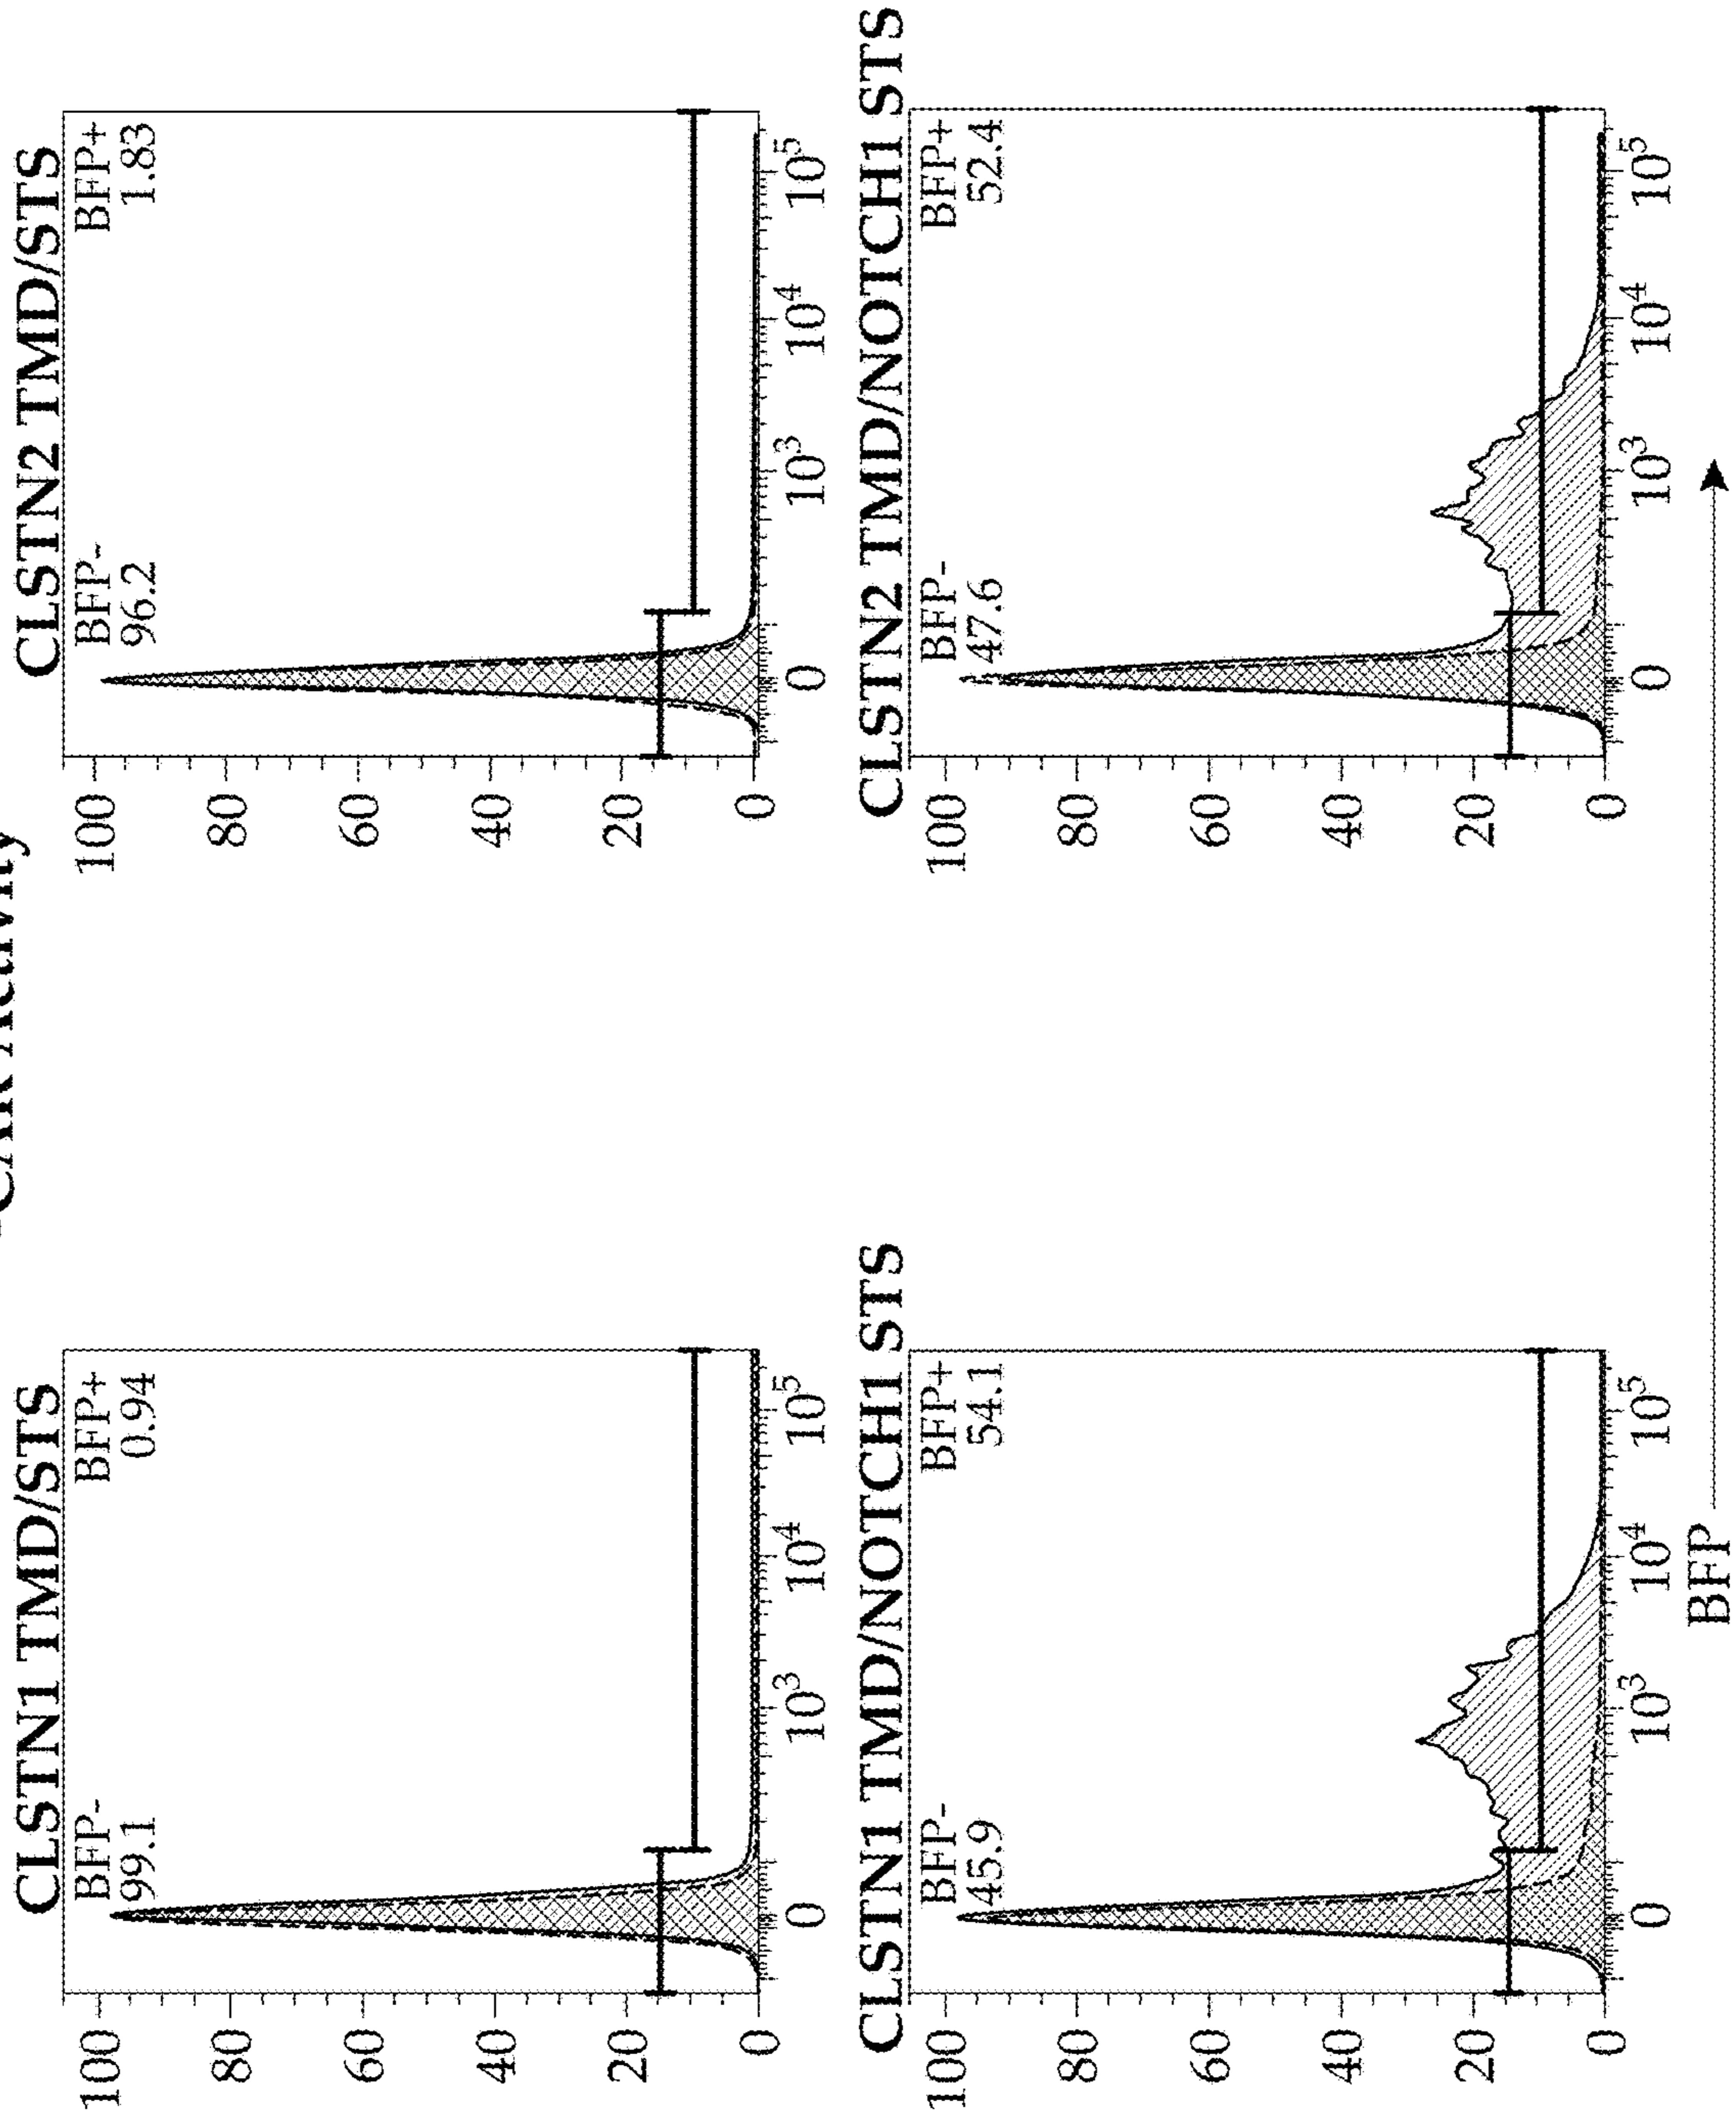 CAR Activity
CLSTN1 TMD/STS
BFP-
99.1
BFP+
0.94
100
80
60
40
20
0
0 10³ 10⁴ 10⁵
CLSTN2 TMD/STS
BFP-
96.2
BFP+
1.83
100
80
60
40
20
0
0 10³ 10⁴ 10⁵
CLSTN1 TMD/NOTCH1 STS
BFP-
45.9
BFP+
54.1
100
80
60
40
20
0
0 10³ 10⁴ 10⁵
CLSTN2 TMD/NOTCH1 STS
BFP-
47.6
BFP+
52.4
100
80
60
40
20
0
0 10³ 10⁴ 10⁵
BFP